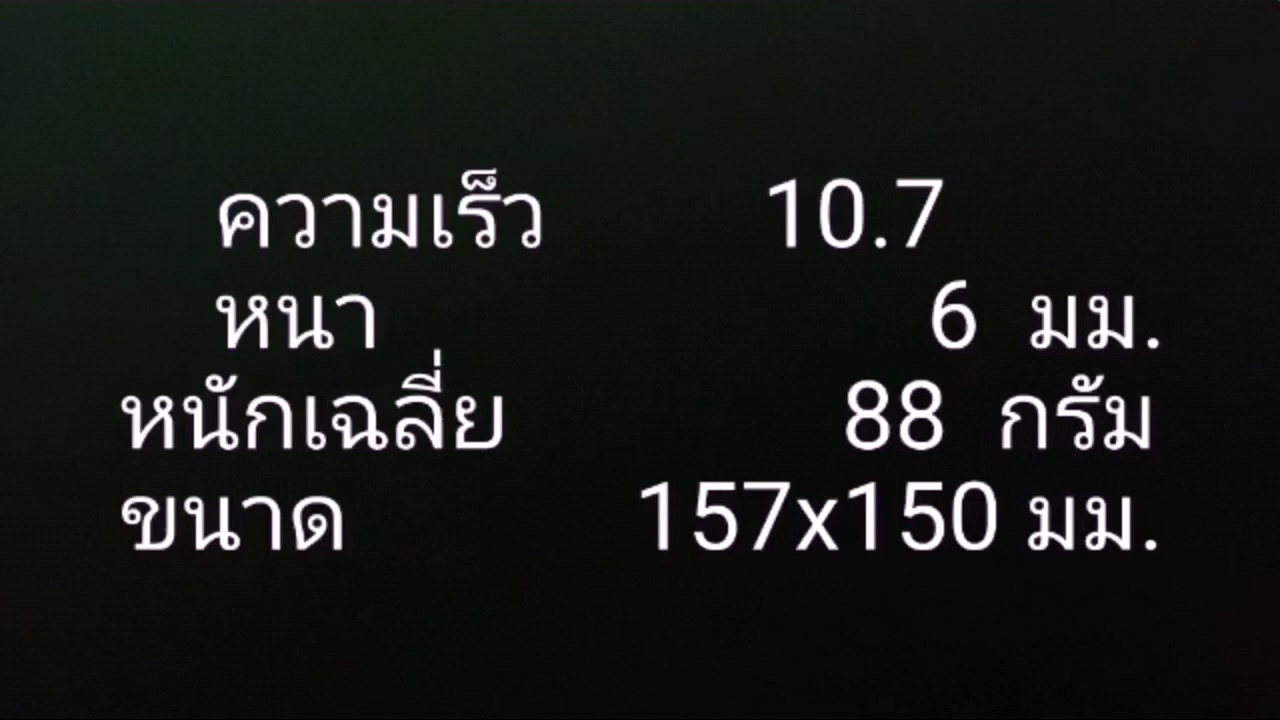 ความเร็ว 10.7
หนา 6 มม.
หนักเฉลี่ย 88 กรัม
ขนาด 157x150 มม.